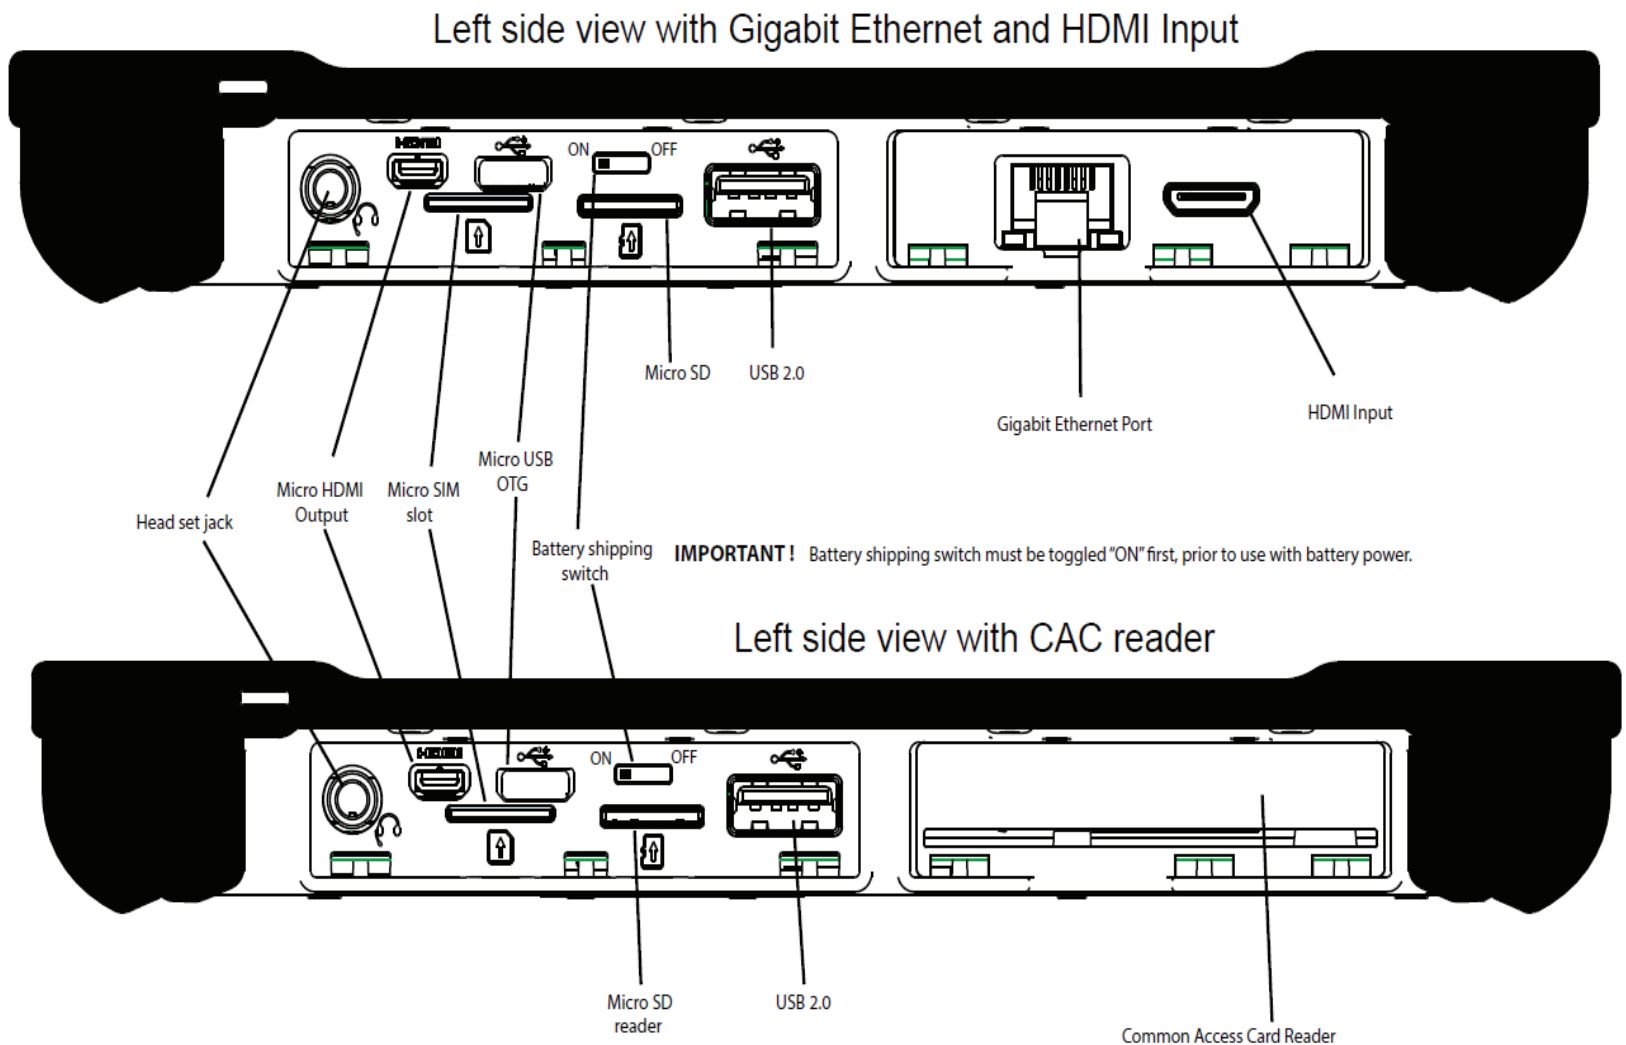 Left side view with Gigabit Ethernet and HDMI Input
HDMI
ON
OFF
Micro SD
USB 2.0
HDMI Input
Gigabit Ethernet Port
Micro USB
OTG
Micro HDMI
Output
Micro SIM
slot
Head set jack
Battery shipping
switch
IMPORTANT ! Battery shipping switch must be toggled "ON" first, prior to use with battery power.
Left side view with CAC reader
HDMI
ON
OFF
Micro SD
reader
USB 2.0
Common Access Card Reader